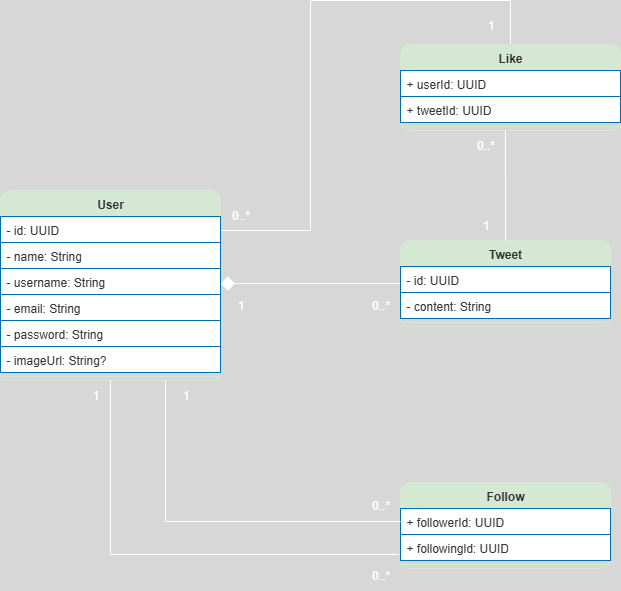 1
Like
+ userId: UUID
+ tweetId: UUID
0..*
User
0..*
- id: UUID
- name: String
- username: String
- email: String
- password: String
- imageUrl: String?
1
0..*
1
Tweet
- id: UUID
- content: String
1
1
0..*
Follow
+ followerId: UUID
+ followingId: UUID
0..*